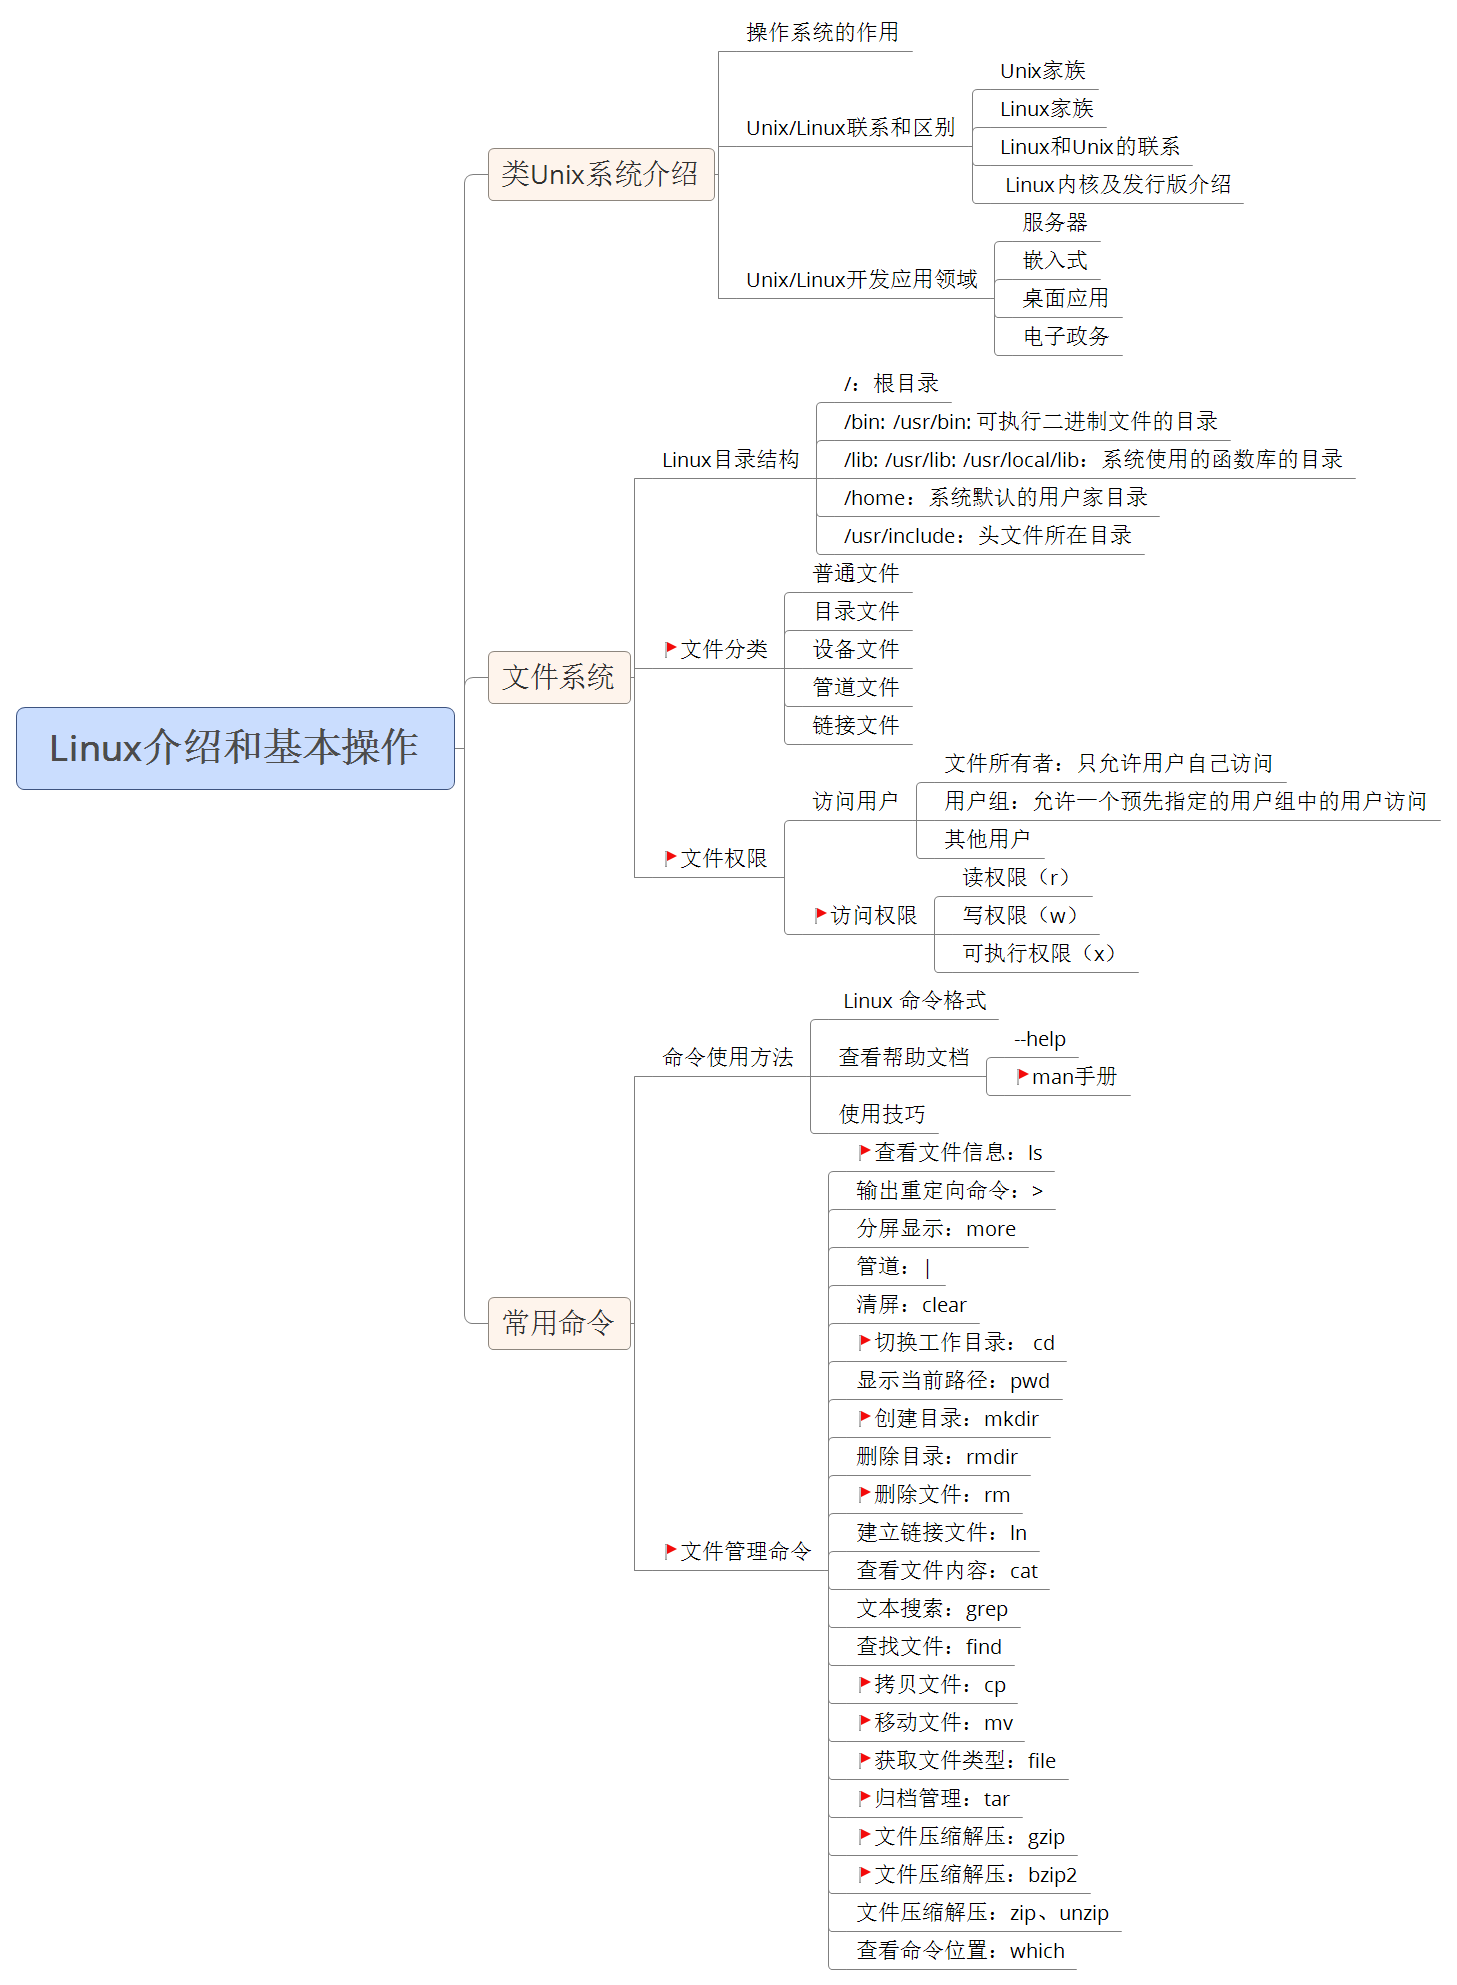 Linux介绍和基本操作
类Unix系统介绍
操作系统的作用
Unix/Linux联系和区别
Unix家族
Linux家族
Linux和Unix的联系
Linux内核及发行版介绍
Unix/Linux开发应用领域
服务器
嵌入式
桌面应用
电子政务
文件系统
Linux目录结构
/：根目录
/bin: /usr/bin: 可执行二进制文件的目录
/lib: /usr/lib: /usr/local/lib：系统使用的函数库的目录
/home：系统默认的用户家目录
/usr/include：头文件所在目录
文件分类
普通文件
目录文件
设备文件
管道文件
链接文件
文件权限
访问用户
文件所有者：只允许用户自己访问
用户组：允许一个预先指定的用户组中的用户访问
其他用户
访问权限
读权限（r）
写权限（w）
可执行权限（x）
常用命令
命令使用方法
Linux 命令格式
查看帮助文档
--help
man手册
使用技巧
文件管理命令
查看文件信息：ls
输出重定向命令：>
分屏显示：more
管道：|
清屏：clear
切换工作目录： cd
显示当前路径：pwd
创建目录：mkdir
删除目录：rmdir
删除文件：rm
建立链接文件：ln
查看文件内容：cat
文本搜索：grep
查找文件：find
拷贝文件：cp
移动文件：mv
获取文件类型：file
归档管理：tar
文件压缩解压：gzip
文件压缩解压：bzip2
文件压缩解压：zip、unzip
查看命令位置：which